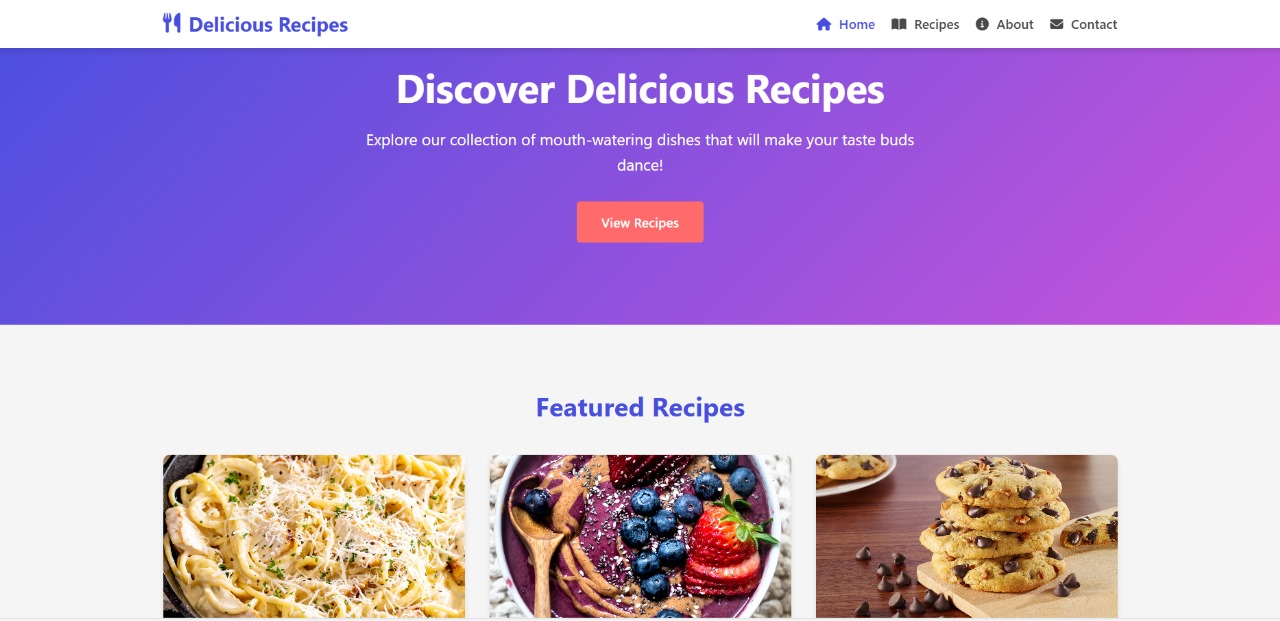 Delicious Recipes
Home Recipes About Contact
Discover Delicious Recipes
Explore our collection of mouth-watering dishes that will make your taste buds
dance!
View Recipes
Featured Recipes